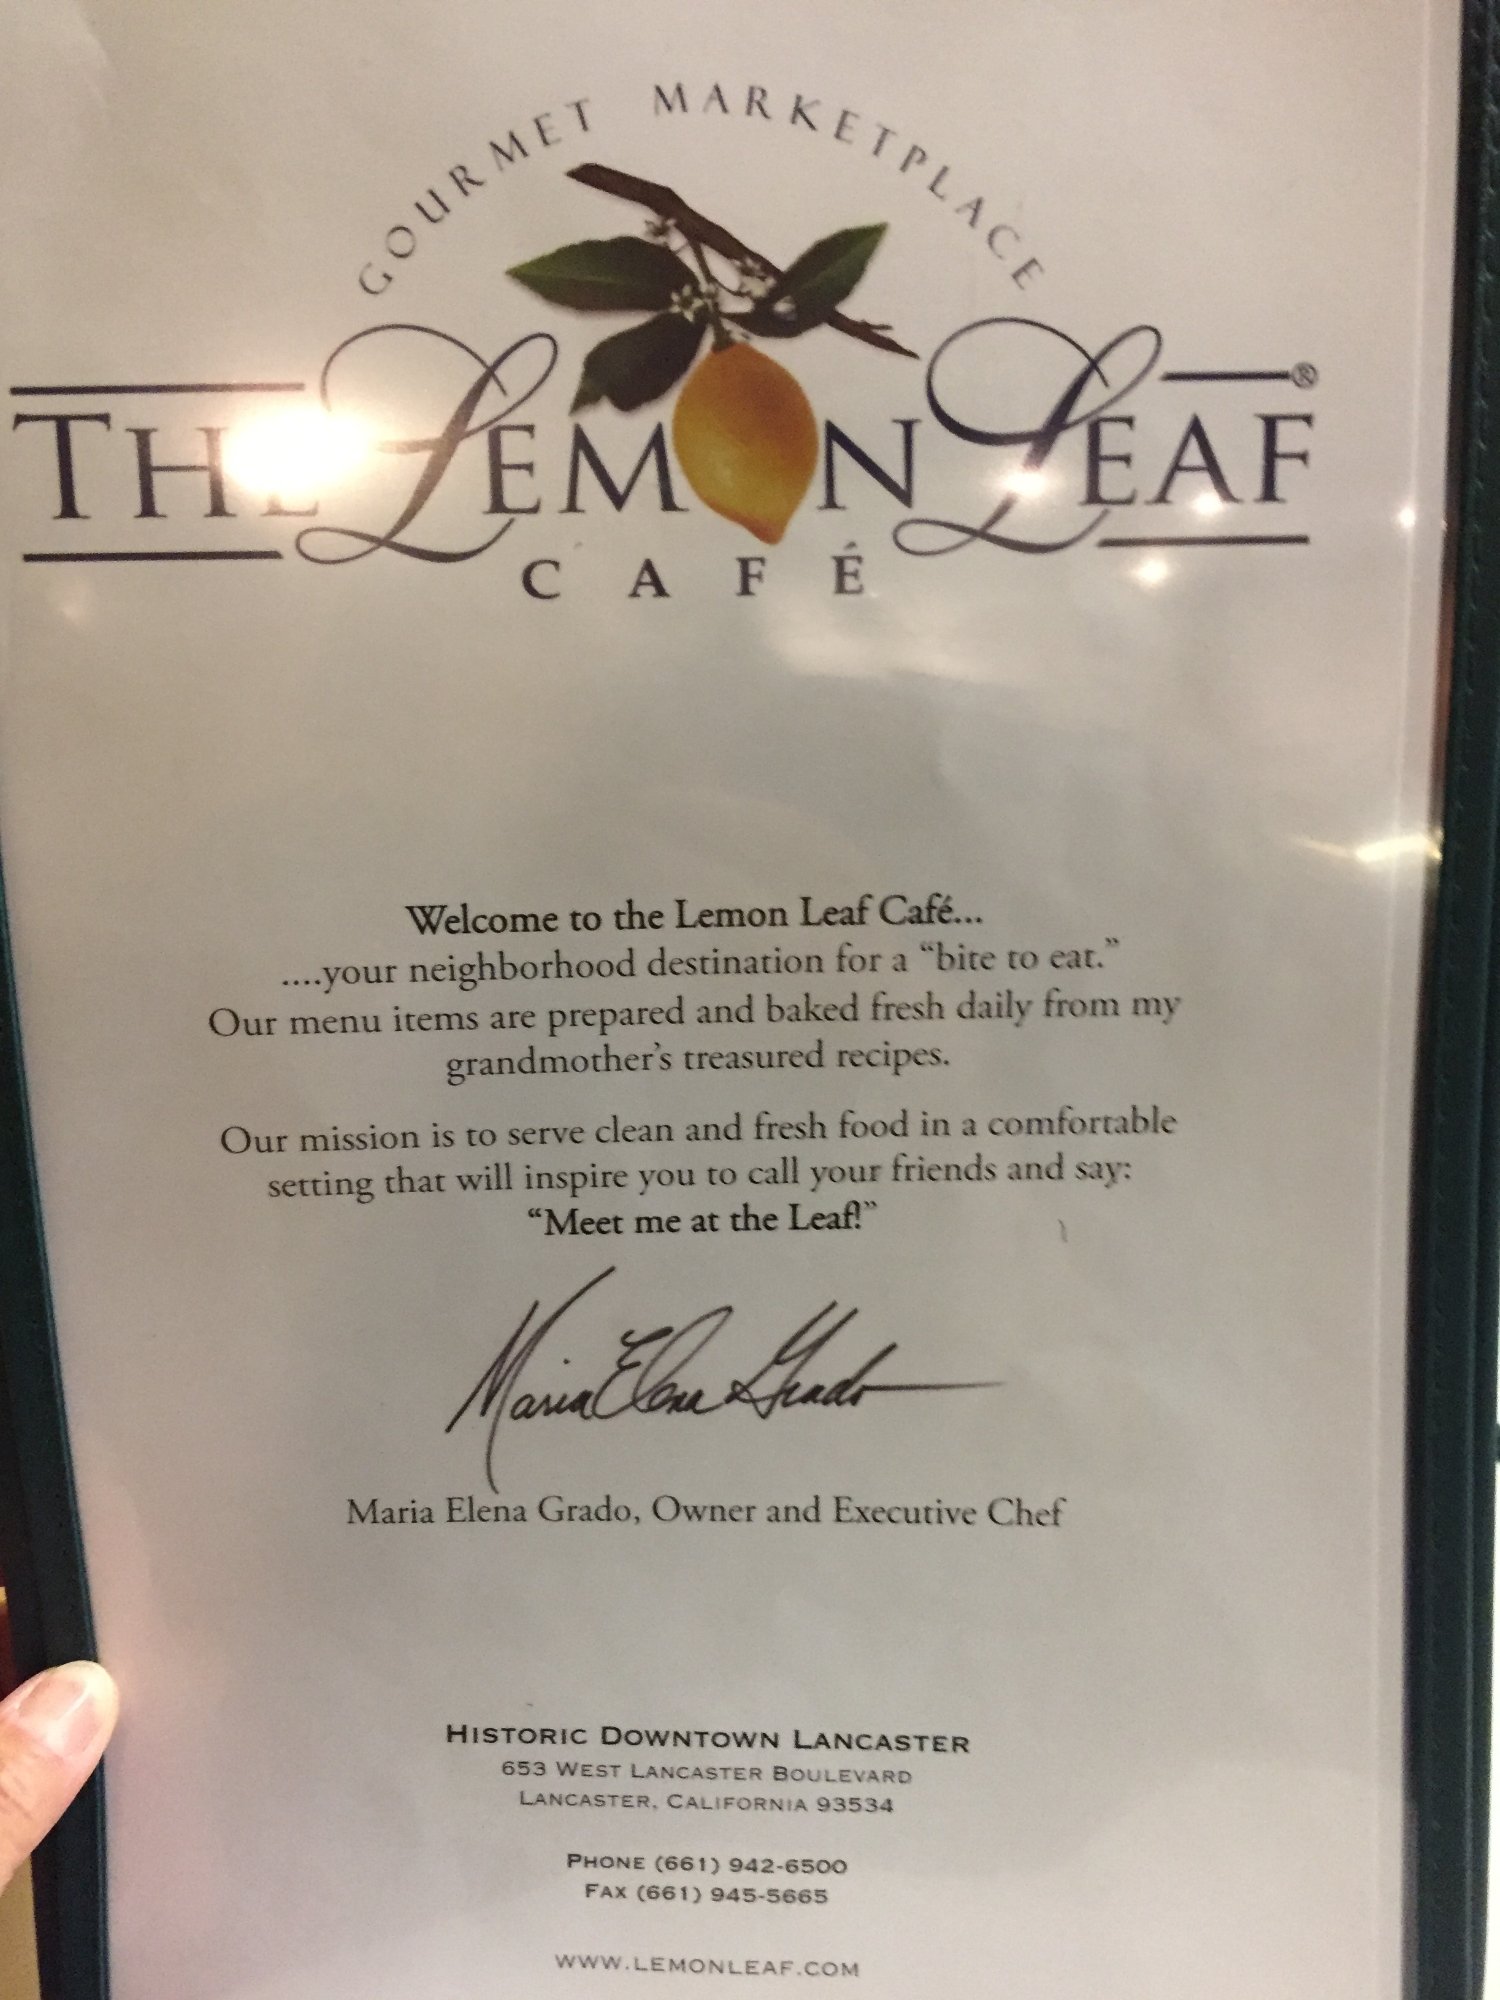 GOURMET MARKETPLACE
THE LEMON LEAF®
CAFÉ
Welcome to the Lemon Leaf Café...
....your neighborhood destination for a “bite to eat.”
Our menu items are prepared and baked fresh daily from my
grandmother’s treasured recipes.
Our mission is to serve clean and fresh food in a comfortable
setting that will inspire you to call your friends and say:
“Meet me at the Leaf!”
Maria Elena Grado
Maria Elena Grado, Owner and Executive Chef
HISTORIC DOWNTOWN LANCASTER
653 WEST LANCASTER BOULEVARD
LANCASTER, CALIFORNIA 93534
PHONE (661) 942-6500
FAX (661) 945-5665
WWW.LEMONLEAF.COM